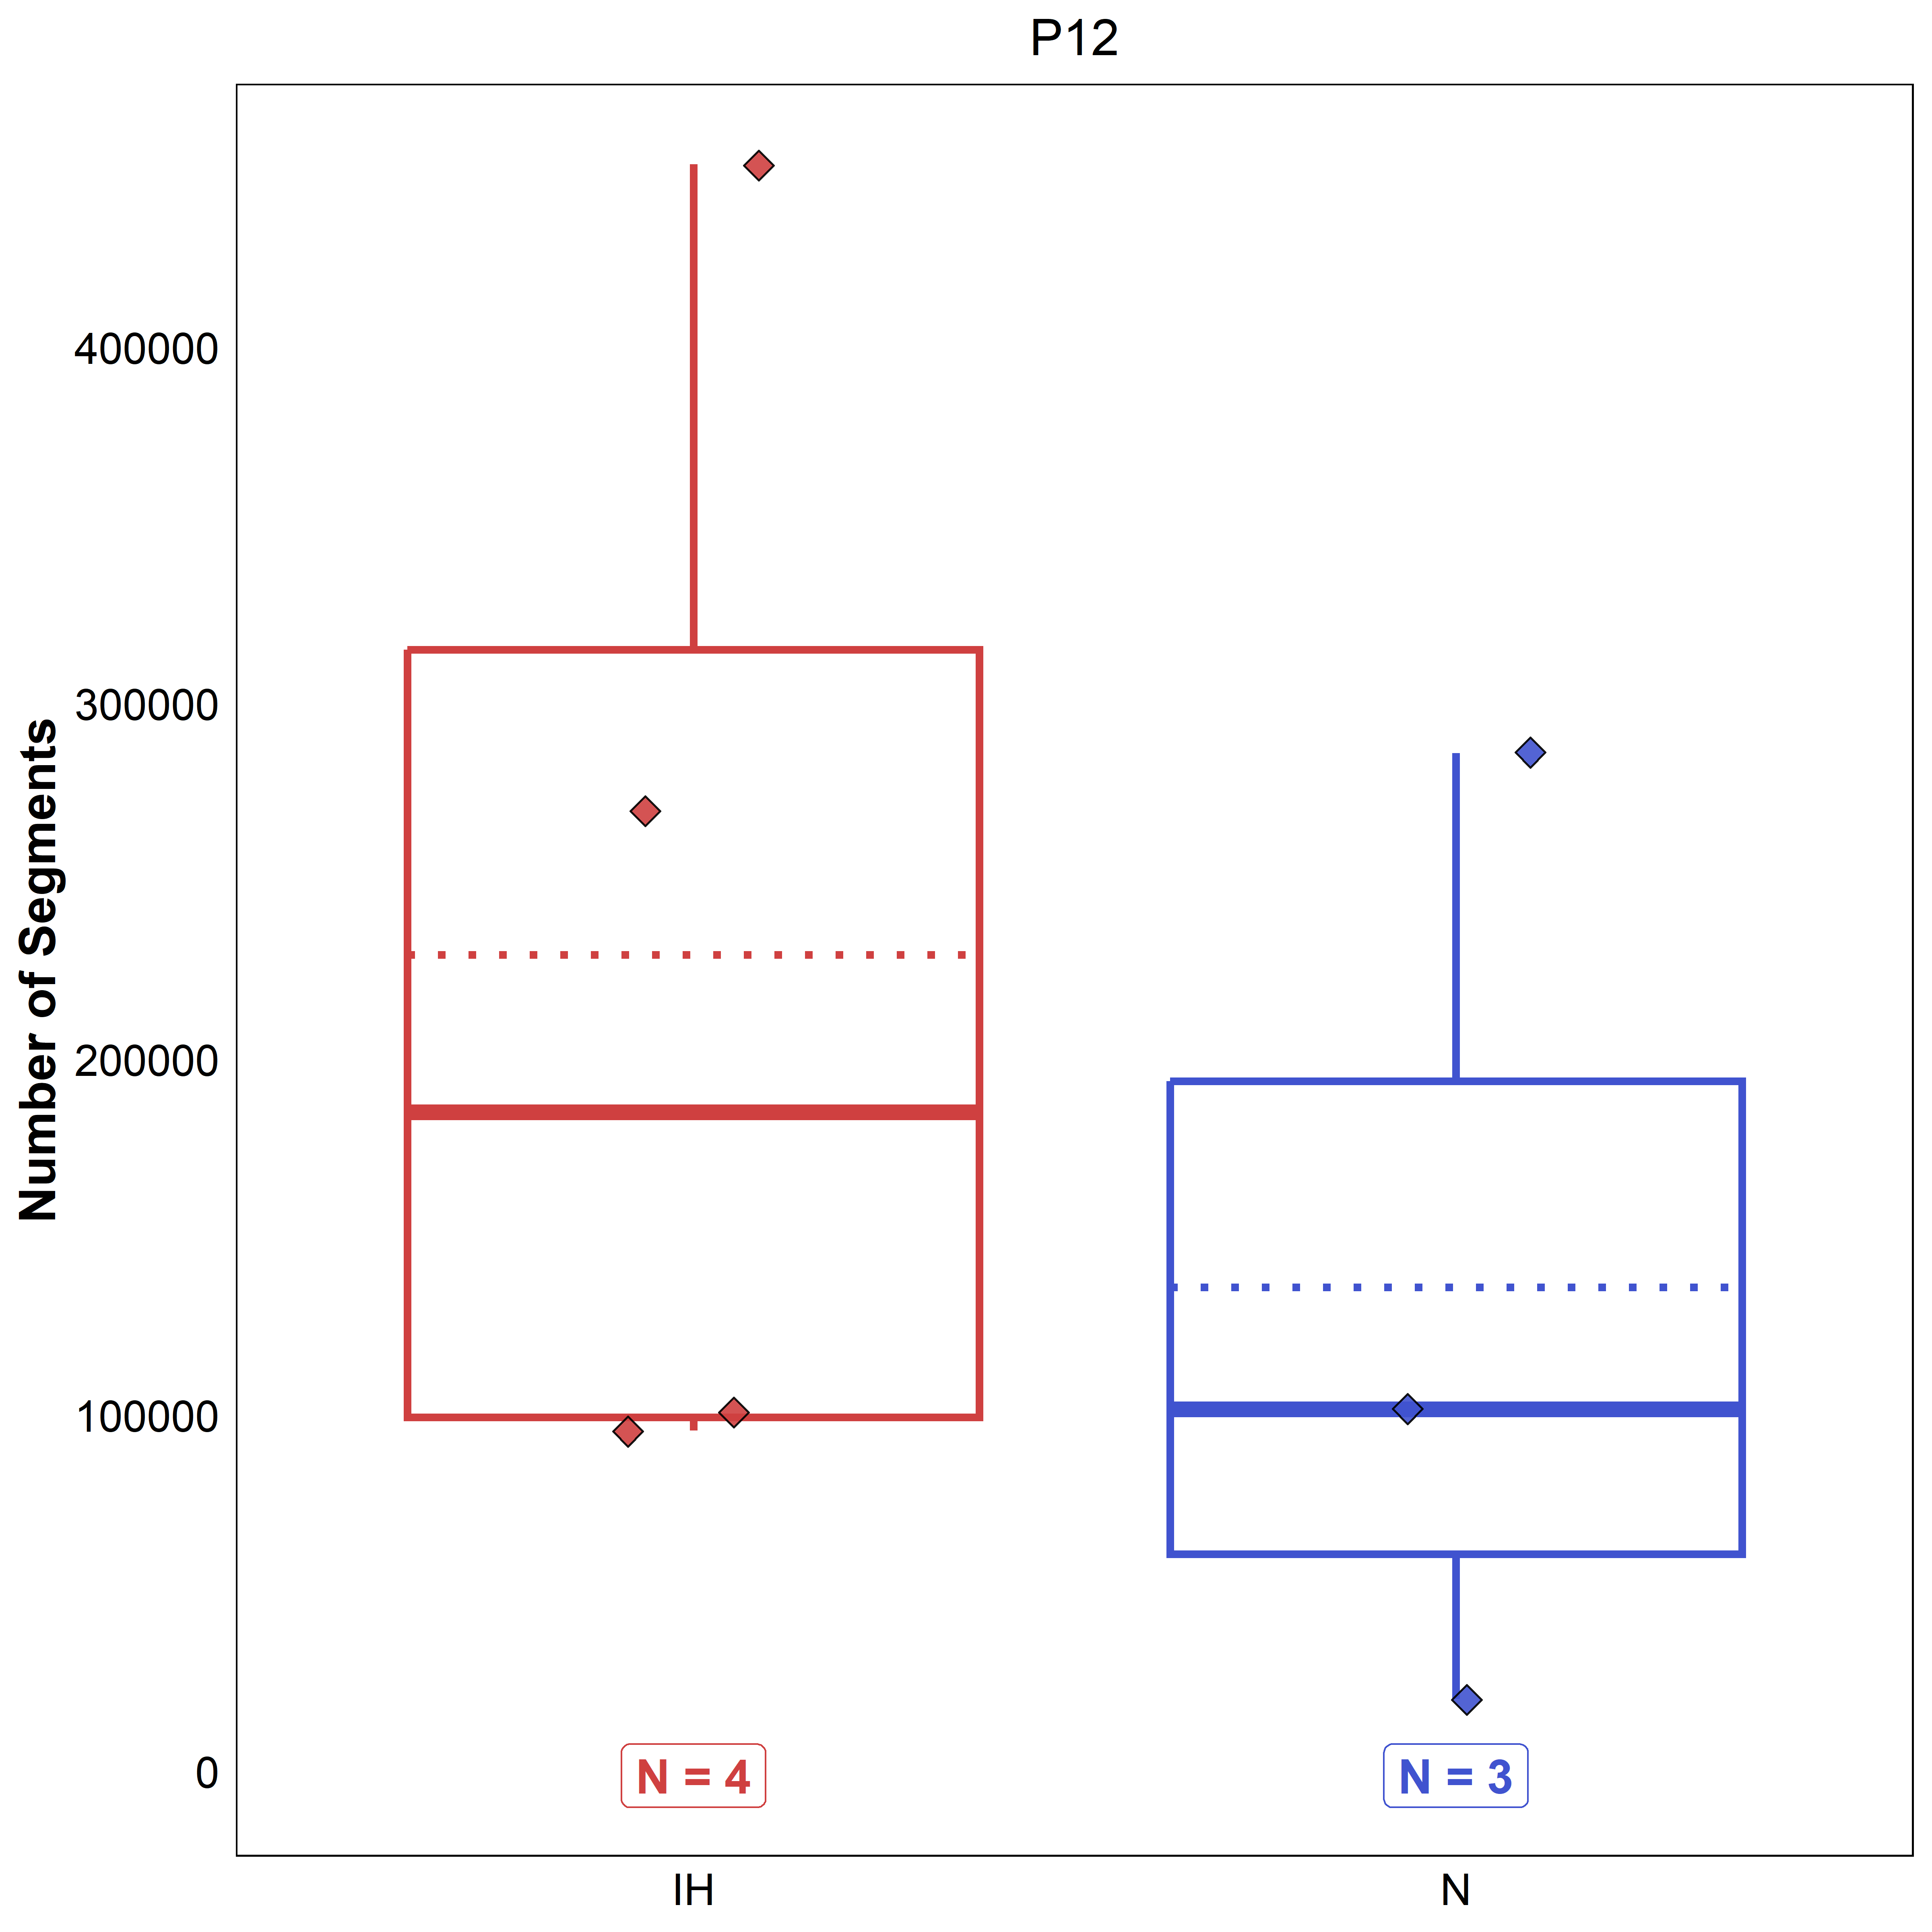 P12
Number of Segments
400000
300000
200000
100000
0
N = 4
N = 3
IH
N